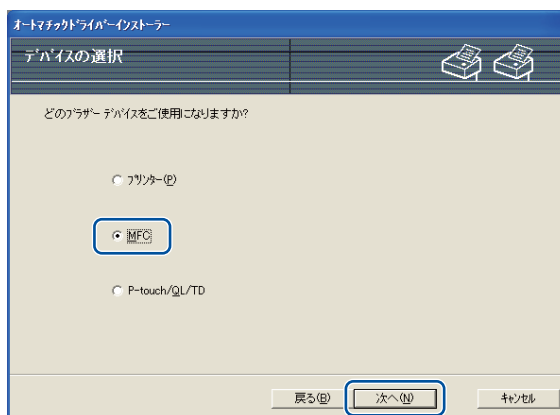 オートマチックドライバーインストーラー
デバイスの選択
どのブラザー デバイスをご使用になりますか?
プリンター(P)
MFC
P-touch/QL/TD
戻る(B) 次へ(N) キャンセル